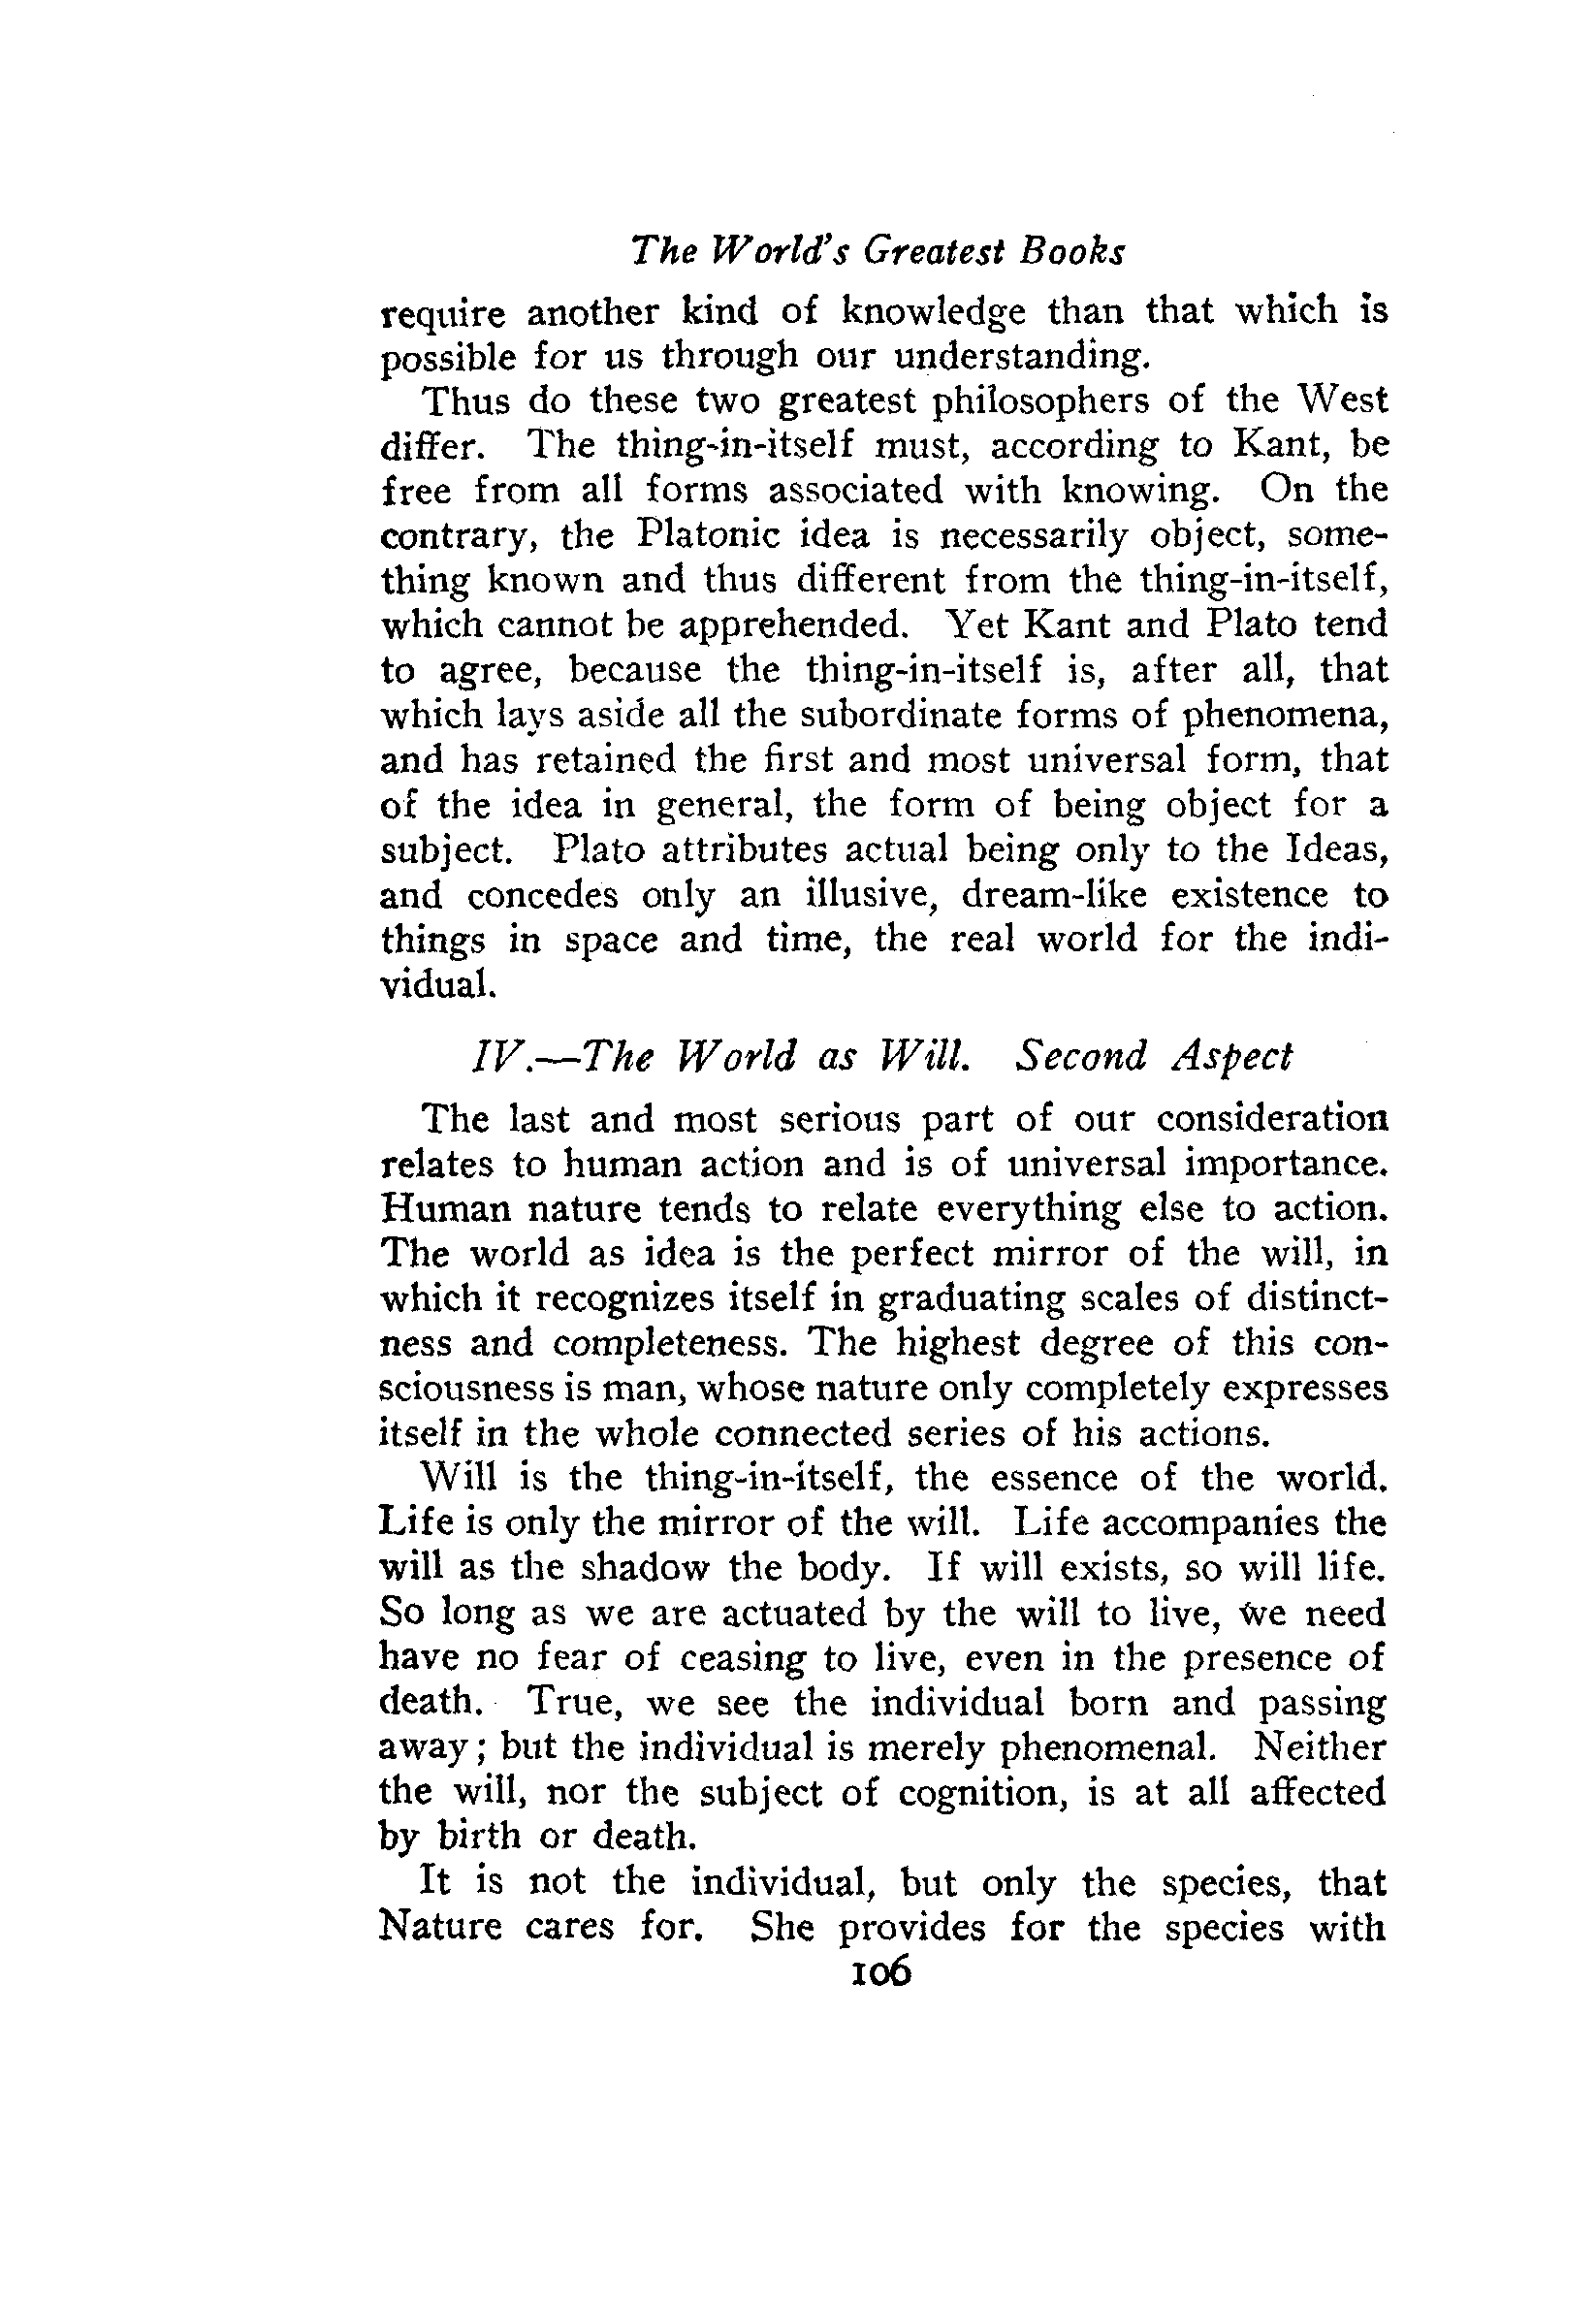 The World's Greatest Books
require another kind of knowledge than that which is
possible for us through our understanding.
Thus do these two greatest philosophers of the West
differ. The thing-in-itself must, according to Kant, be
free from all forms associated with knowing. On the
contrary, the Platonic idea is necessarily object, some-
thing known and thus different from the thing-in-itself,
which cannot be apprehended. Yet Kant and Plato tend
to agree, because the thing-in-itself is, after all, that
which lays aside all the subordinate forms of phenomena,
and has retained the first and most universal form, that
of the idea in general, the form of being object for a
subject. Plato attributes actual being only to the Ideas,
and concedes only an illusive, dream-like existence to
things in space and time, the real world for the indi-
vidual.
IV.—The World as Will. Second Aspect
The last and most serious part of our consideration
relates to human action and is of universal importance.
Human nature tends to relate everything else to action.
The world as idea is the perfect mirror of the will, in
which it recognizes itself in graduating scales of distinct-
ness and completeness. The highest degree of this con-
sciousness is man, whose nature only completely expresses
itself in the whole connected series of his actions.
Will is the thing-in-itself, the essence of the world.
Life is only the mirror of the will. Life accompanies the
will as the shadow the body. If will exists, so will life.
So long as we are actuated by the will to live, we need
have no fear of ceasing to live, even in the presence of
death. True, we see the individual born and passing
away; but the individual is merely phenomenal. Neither
the will, nor the subject of cognition, is at all affected
by birth or death.
It is not the individual, but only the species, that
Nature cares for. She provides for the species with
106